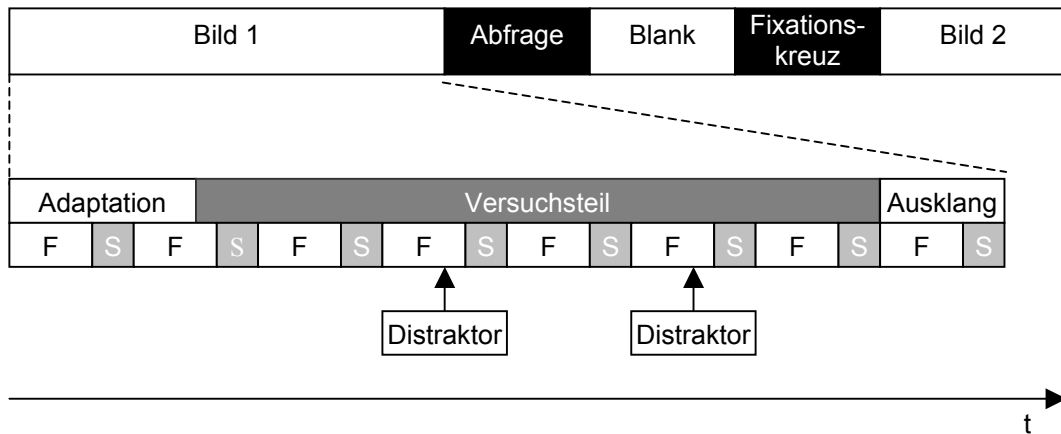 Bild 1 Abfrage Blank Fixations-
kreuz Bild 2
Adaptation Versuchsteil Ausklang
F S F S F S F S F S F S F S F S
Distraktor Distraktor
t